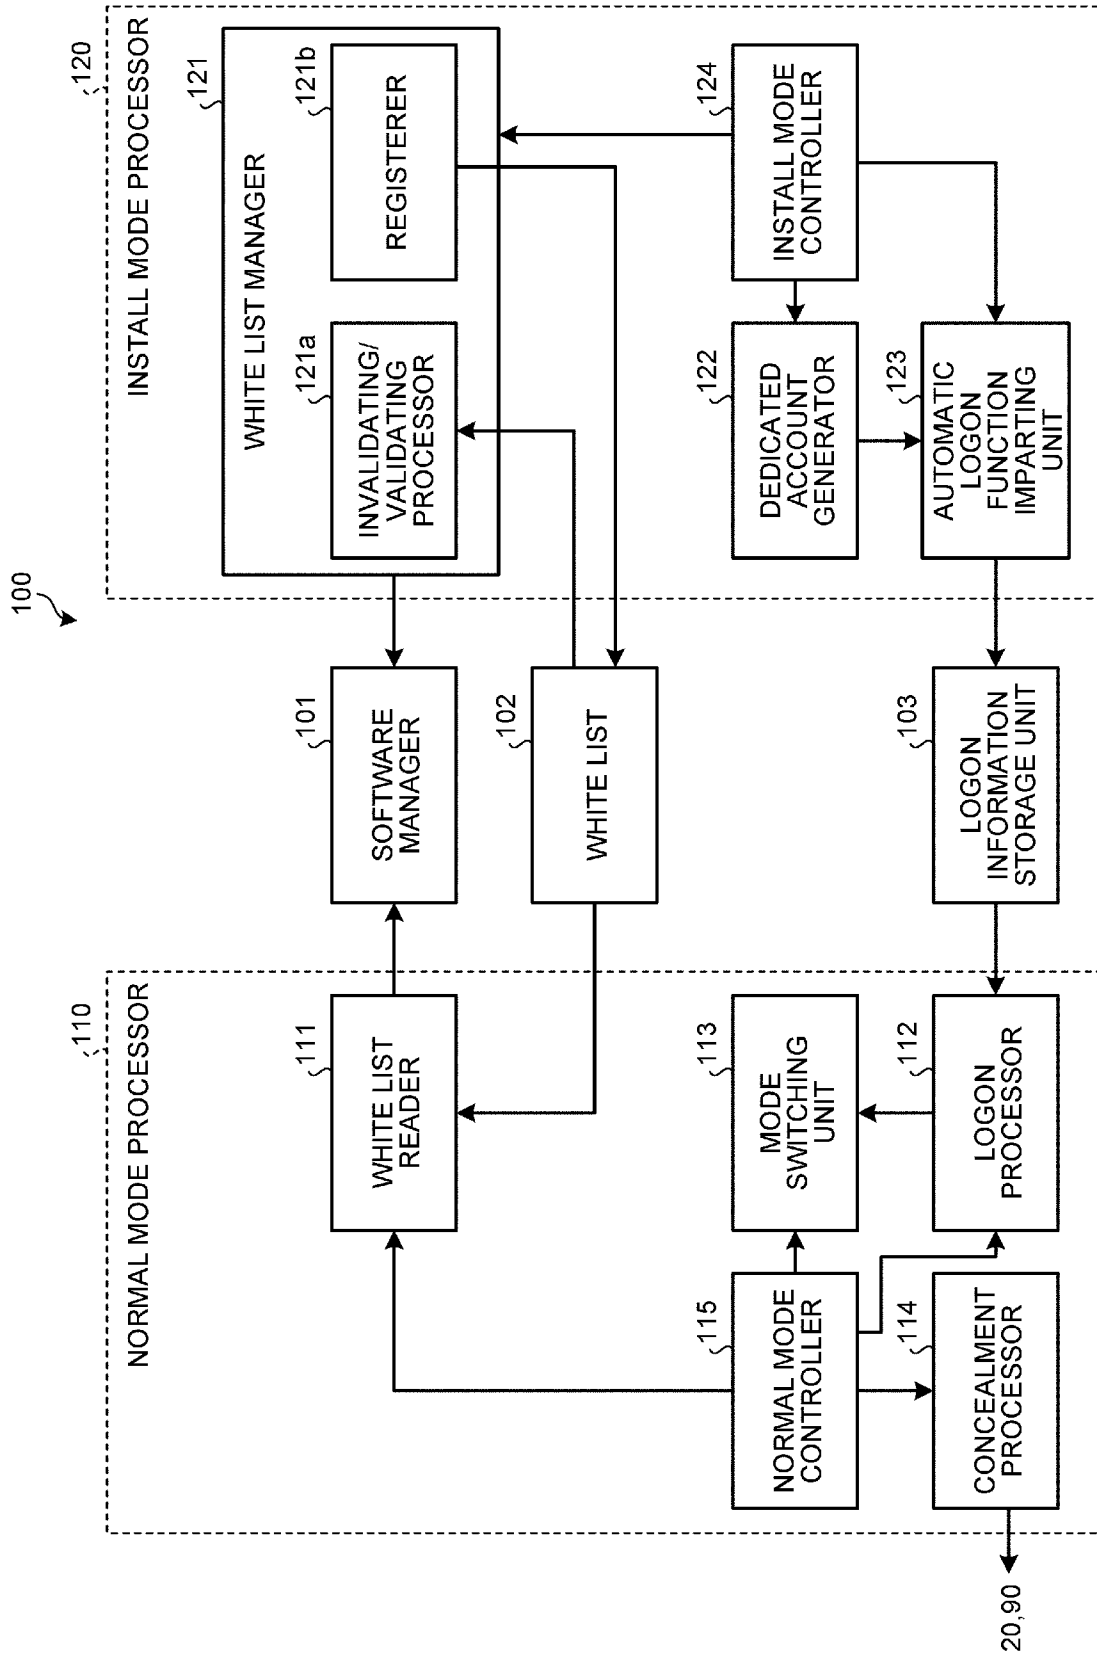 100
110
NORMAL MODE PROCESSOR
111
WHITE LIST
READER
115
NORMAL MODE
CONTROLLER
113
MODE
SWITCHING
UNIT
114
CONCEALMENT
PROCESSOR
112
LOGON
PROCESSOR
20,90
101
SOFTWARE
MANAGER
102
WHITE LIST
103
LOGON
INFORMATION
STORAGE UNIT
120
INSTALL MODE PROCESSOR
121
WHITE LIST MANAGER
121a
INVALIDATING/
VALIDATING
PROCESSOR
121b
REGISTERER
122
DEDICATED
ACCOUNT
GENERATOR
124
INSTALL MODE
CONTROLLER
123
AUTOMATIC
LOGON
FUNCTION
IMPARTING
UNIT